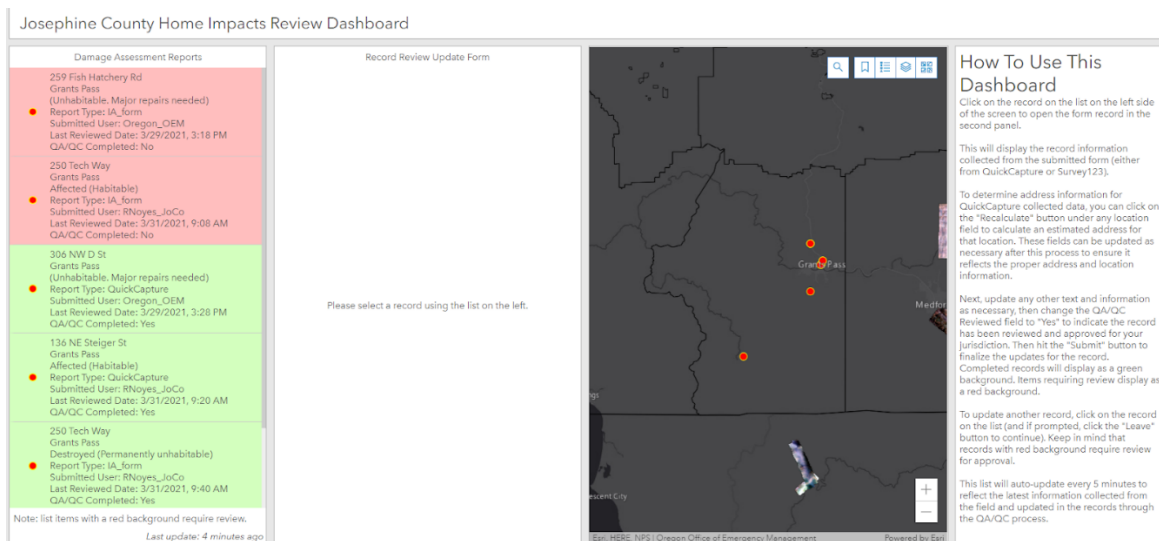 Josephine County Home Impacts Review Dashboard
Damage Assessment Reports
259 Fish Hatchery Rd
Grants Pass
(Unhabitable, Major repairs needed)
Report Type: IA_form
Submitted User: Oregon_OEM
Last Reviewed Date: 3/29/2021, 3:18 PM
QA/QC Completed: No
250 Tech Way
Grants Pass
Affected (Habitable)
Report Type: IA_form
Submitted User: RNoyes_JoCo
Last Reviewed Date: 3/31/2021, 9:08 AM
QA/QC Completed: No
306 NW D St
Grants Pass
(Unhabitable, Major repairs needed)
Report Type: QuickCapture
Submitted User: Oregon_OEM
Last Reviewed Date: 3/29/2021, 3:28 PM
QA/QC Completed: Yes
136 NE Steiger St
Grants Pass
Affected (Habitable)
Report Type: QuickCapture
Submitted User: RNoyes_JoCo
Last Reviewed Date: 3/31/2021, 9:20 AM
QA/QC Completed: Yes
250 Tech Way
Grants Pass
Destroyed (Permanently unhabitable)
Report Type: IA_form
Submitted User: RNoyes_JoCo
Last Reviewed Date: 3/31/2021, 9:40 AM
QA/QC Completed: Yes
Note: list items with a red background require review.
Last update: 4 minutes ago
Record Review Update Form
Please select a record using the list on the left.
Grants Pass
Medfor
ngs
escent City
+
−
Esri, HERE, NPS | Oregon Office of Emergency Management
Powered by Esri
How To Use This
Dashboard
Click on the record on the list on the left side
of the screen to open the form record in the
second panel.
This will display the record information
collected from the submitted form (either
from QuickCapture or Survey123).
To determine address information for
QuickCapture collected data, you can click on
the "Recalculate" button under any location
field to calculate an estimated address for
that location. These fields can be updated as
necessary after this process to ensure it
reflects the proper address and location
information.
Next, update any other text and information
as necessary, then change the QA/QC
Reviewed field to "Yes" to indicate the record
has been reviewed and approved for your
jurisdiction. Then hit the "Submit" button to
finalize the updates for the record.
Completed records will display as a green
background. Items requiring review display as
a red background.
To update another record, click on the record
on the list (and if prompted, click the "Leave"
button to continue). Keep in mind that
records with red background require review
for approval.
This list will auto-update every 5 minutes to
reflect the latest information collected from
the field and updated in the records through
the QA/QC process.